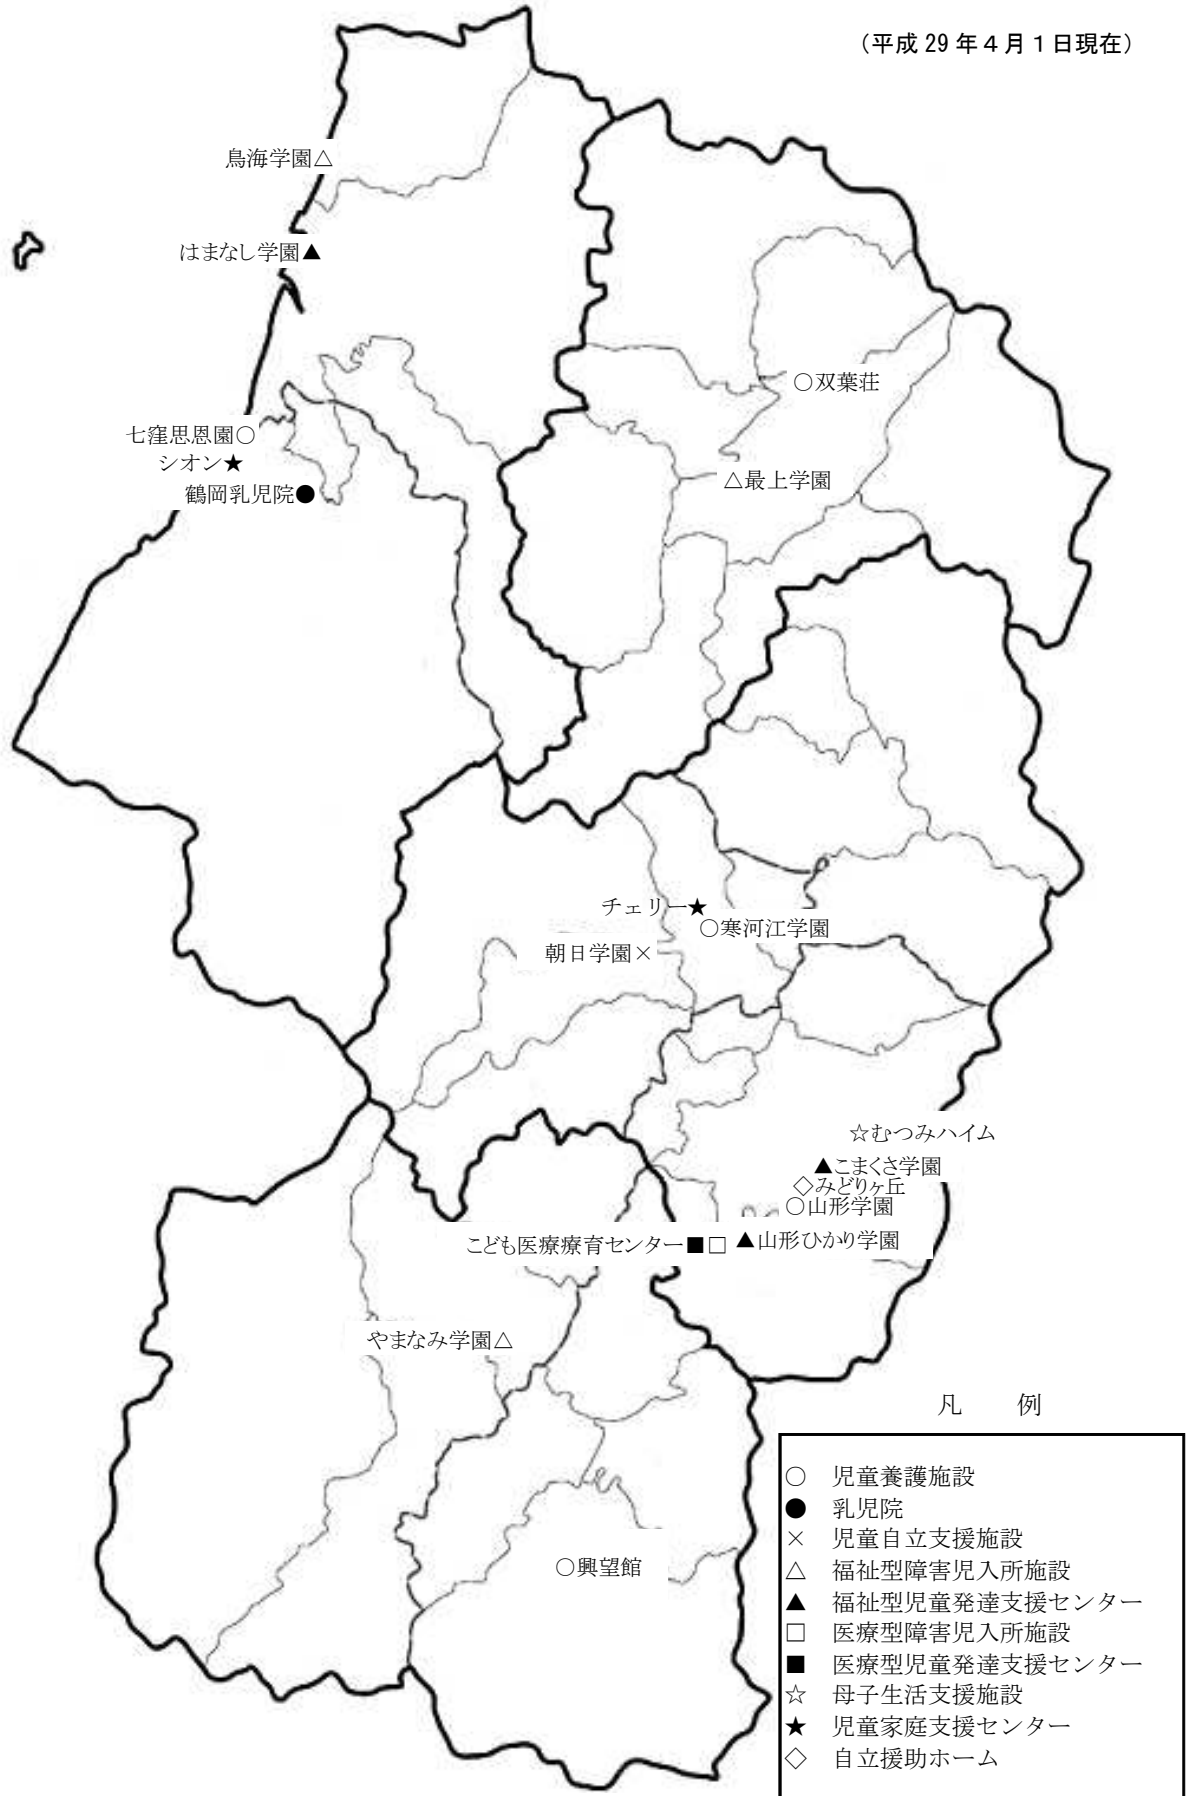 （平成 29 年４月１日現在）
鳥海学園△
はまなし学園▲
○双葉荘
七窪思恩園○
シオン★
△最上学園
鶴岡乳児院●
チェリー★
○寒河江学園
朝日学園×
☆むつみハイム
▲こまくさ学園
◇みどりヶ丘
○山形学園
こども医療療育センター■□
▲山形ひかり学園
やまなみ学園△
○興望館
凡　例
○ 児童養護施設
● 乳児院
× 児童自立支援施設
△ 福祉型障害児入所施設
▲ 福祉型児童発達支援センター
□ 医療型障害児入所施設
■ 医療型児童発達支援センター
☆ 母子生活支援施設
★ 児童家庭支援センター
◇ 自立援助ホーム